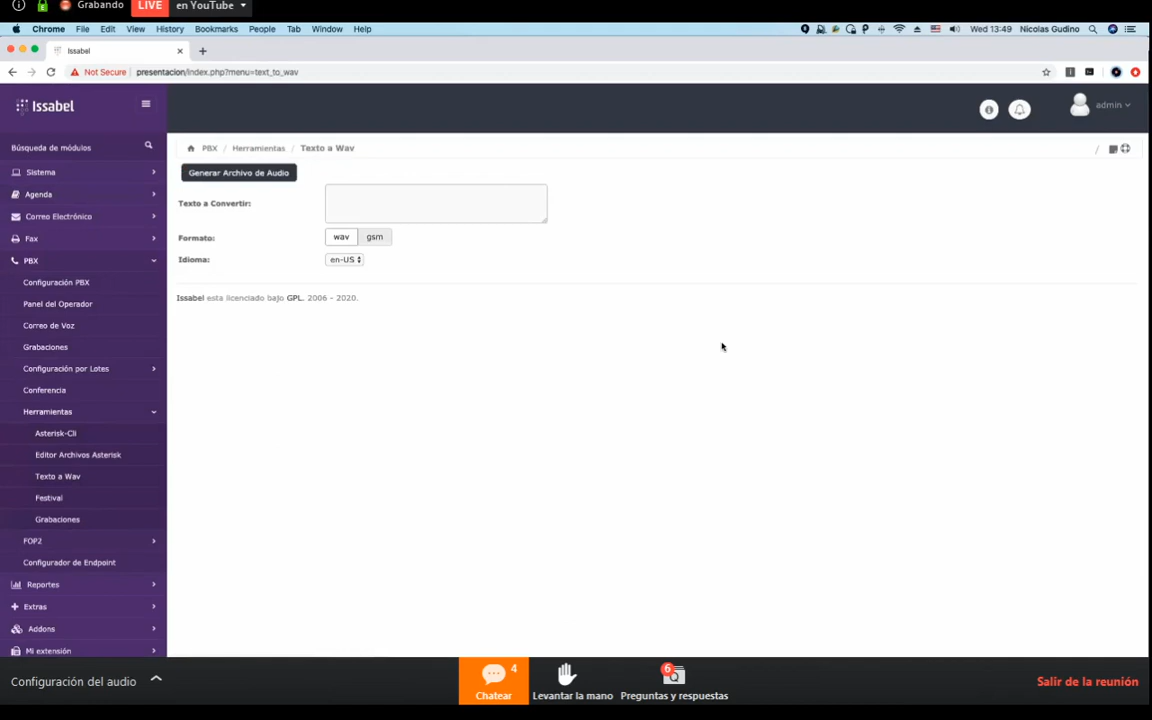 Grabando LIVE en YouTube
Chrome File Edit View History Bookmarks People Tab Window Help Wed 13:49 Nicolas Gudino
Issabel
Not Secure presentacion/index.php?menu=text_to_wav
Issabel
admin
Búsqueda de módulos
PBX / Herramientas / Texto a Wav
/
Generar Archivo de Audio
Sistema
Agenda
Texto a Convertir:
Correo Electrónico
Fax
Formato: wav gsm
PBX
Idioma: en-US
Configuración PBX
Panel del Operador
Issabel esta licenciado bajo GPL. 2006 - 2020.
Correo de Voz
Grabaciones
Configuración por Lotes
Conferencia
Herramientas
Asterisk-Cli
Editor Archivos Asterisk
Texto a Wav
Festival
Grabaciones
FOP2
Configurador de Endpoint
Reportes
Extras
Addons
Mi extensión
Configuración del audio
4
Chatear
Levantar la mano
6
Preguntas y respuestas
Salir de la reunión